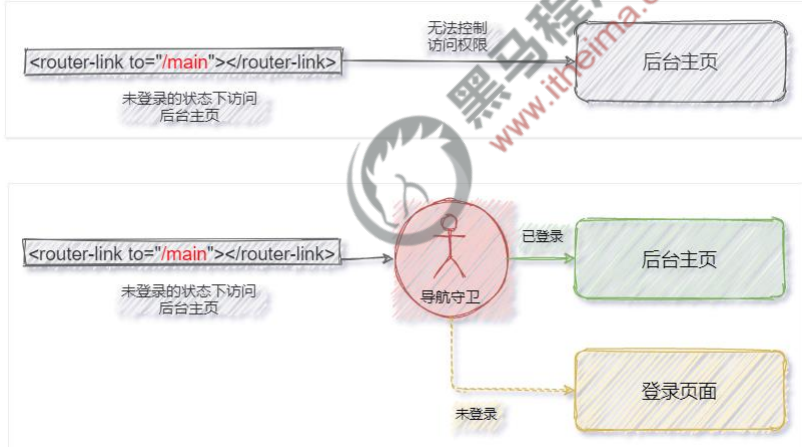 无法控制
访问权限
<router-link to="/main"></router-link>
后台主页
未登录的状态下访问
后台主页
黑马程
www.itheima.c
<router-link to="/main"></router-link>
导航守卫
已登录
后台主页
未登录的状态下访问
后台主页
未登录
登录页面